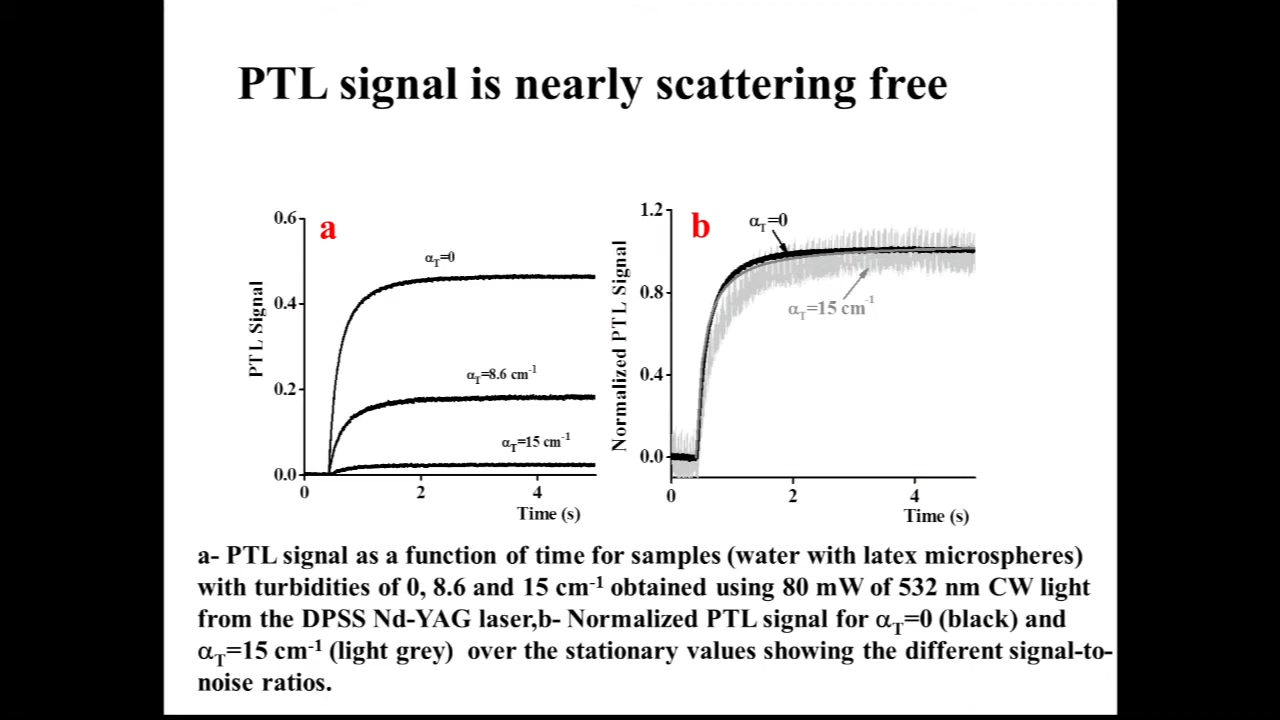 PTL signal is nearly scattering free
a
0.6
0.4
0.2
0.0
PTL Signal
αT=0
αT=8.6 cm-1
αT=15 cm-1
0 2 4
Time (s)
b
1.2
0.8
0.4
0.0
Normalized PTL Signal
αT=0
αT=15 cm-1
0 2 4
Time (s)
a- PTL signal as a function of time for samples (water with latex microspheres)
with turbidities of 0, 8.6 and 15 cm-1 obtained using 80 mW of 532 nm CW light
from the DPSS Nd-YAG laser,b- Normalized PTL signal for αT=0 (black) and
αT=15 cm-1 (light grey) over the stationary values showing the different signal-to-
noise ratios.